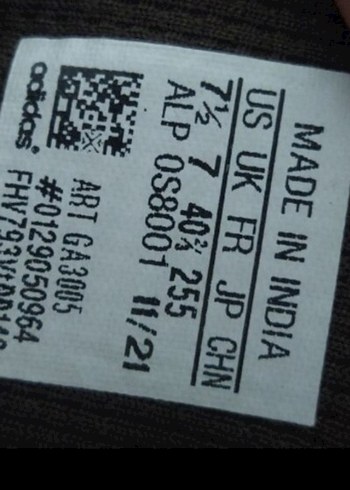 MADE IN INDIA
US UK FR JP CHN
7½ 7 40⅔ 255
ALP 0S8001 11/21
adidas
ART GA3005
#0129050964